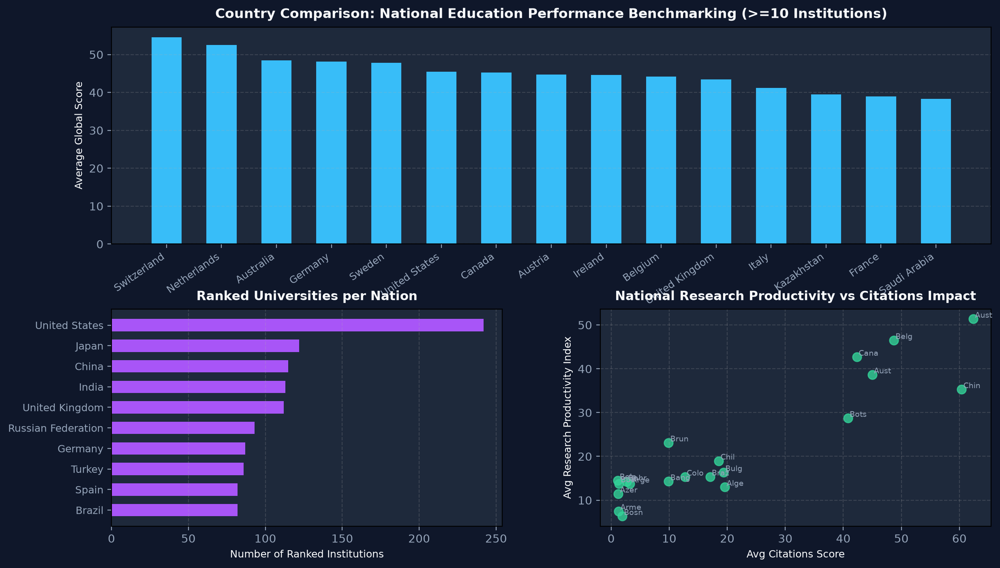 Country Comparison: National Education Performance Benchmarking (>=10 Institutions)
Average Global Score
50
40
30
20
10
0
Switzerland
Netherlands
Australia
Germany
Sweden
United States
Canada
Austria
Ireland
Belgium
United Kingdom
Italy
Kazakhstan
France
Saudi Arabia
Ranked Universities per Nation
United States
Japan
China
India
United Kingdom
Russian Federation
Germany
Turkey
Spain
Brazil
0 50 100 150 200 250
Number of Ranked Institutions
National Research Productivity vs Citations Impact
Avg Research Productivity Index
50
40
30
20
10
Aust
Belg
Cana
Aust
Chin
Bots
Brun
Chil
Bulg
Braz
Colo
Bang
Alge
Bela
Bahr
Arge
Azer
Arme
Bosn
0 10 20 30 40 50 60
Avg Citations Score